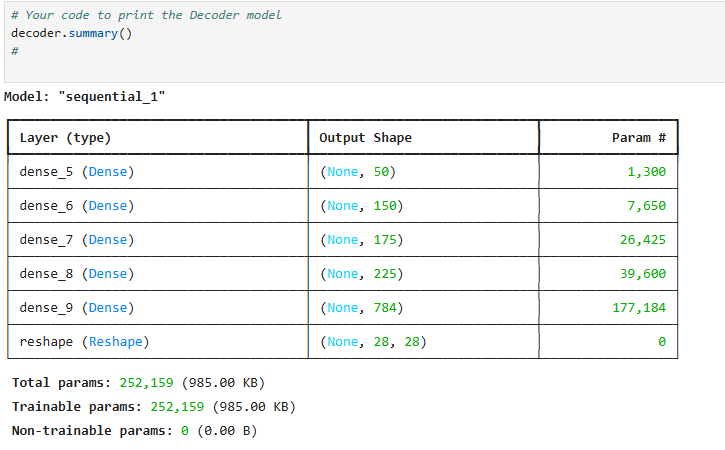 # Your code to print the Decoder model
decoder.summary()
#
Model: "sequential_1"
Layer (type) Output Shape Param #
dense_5 (Dense) (None, 50) 1,300
dense_6 (Dense) (None, 150) 7,650
dense_7 (Dense) (None, 175) 26,425
dense_8 (Dense) (None, 225) 39,600
dense_9 (Dense) (None, 784) 177,184
reshape (Reshape) (None, 28, 28) 0
Total params: 252,159 (985.00 KB)
Trainable params: 252,159 (985.00 KB)
Non-trainable params: 0 (0.00 B)